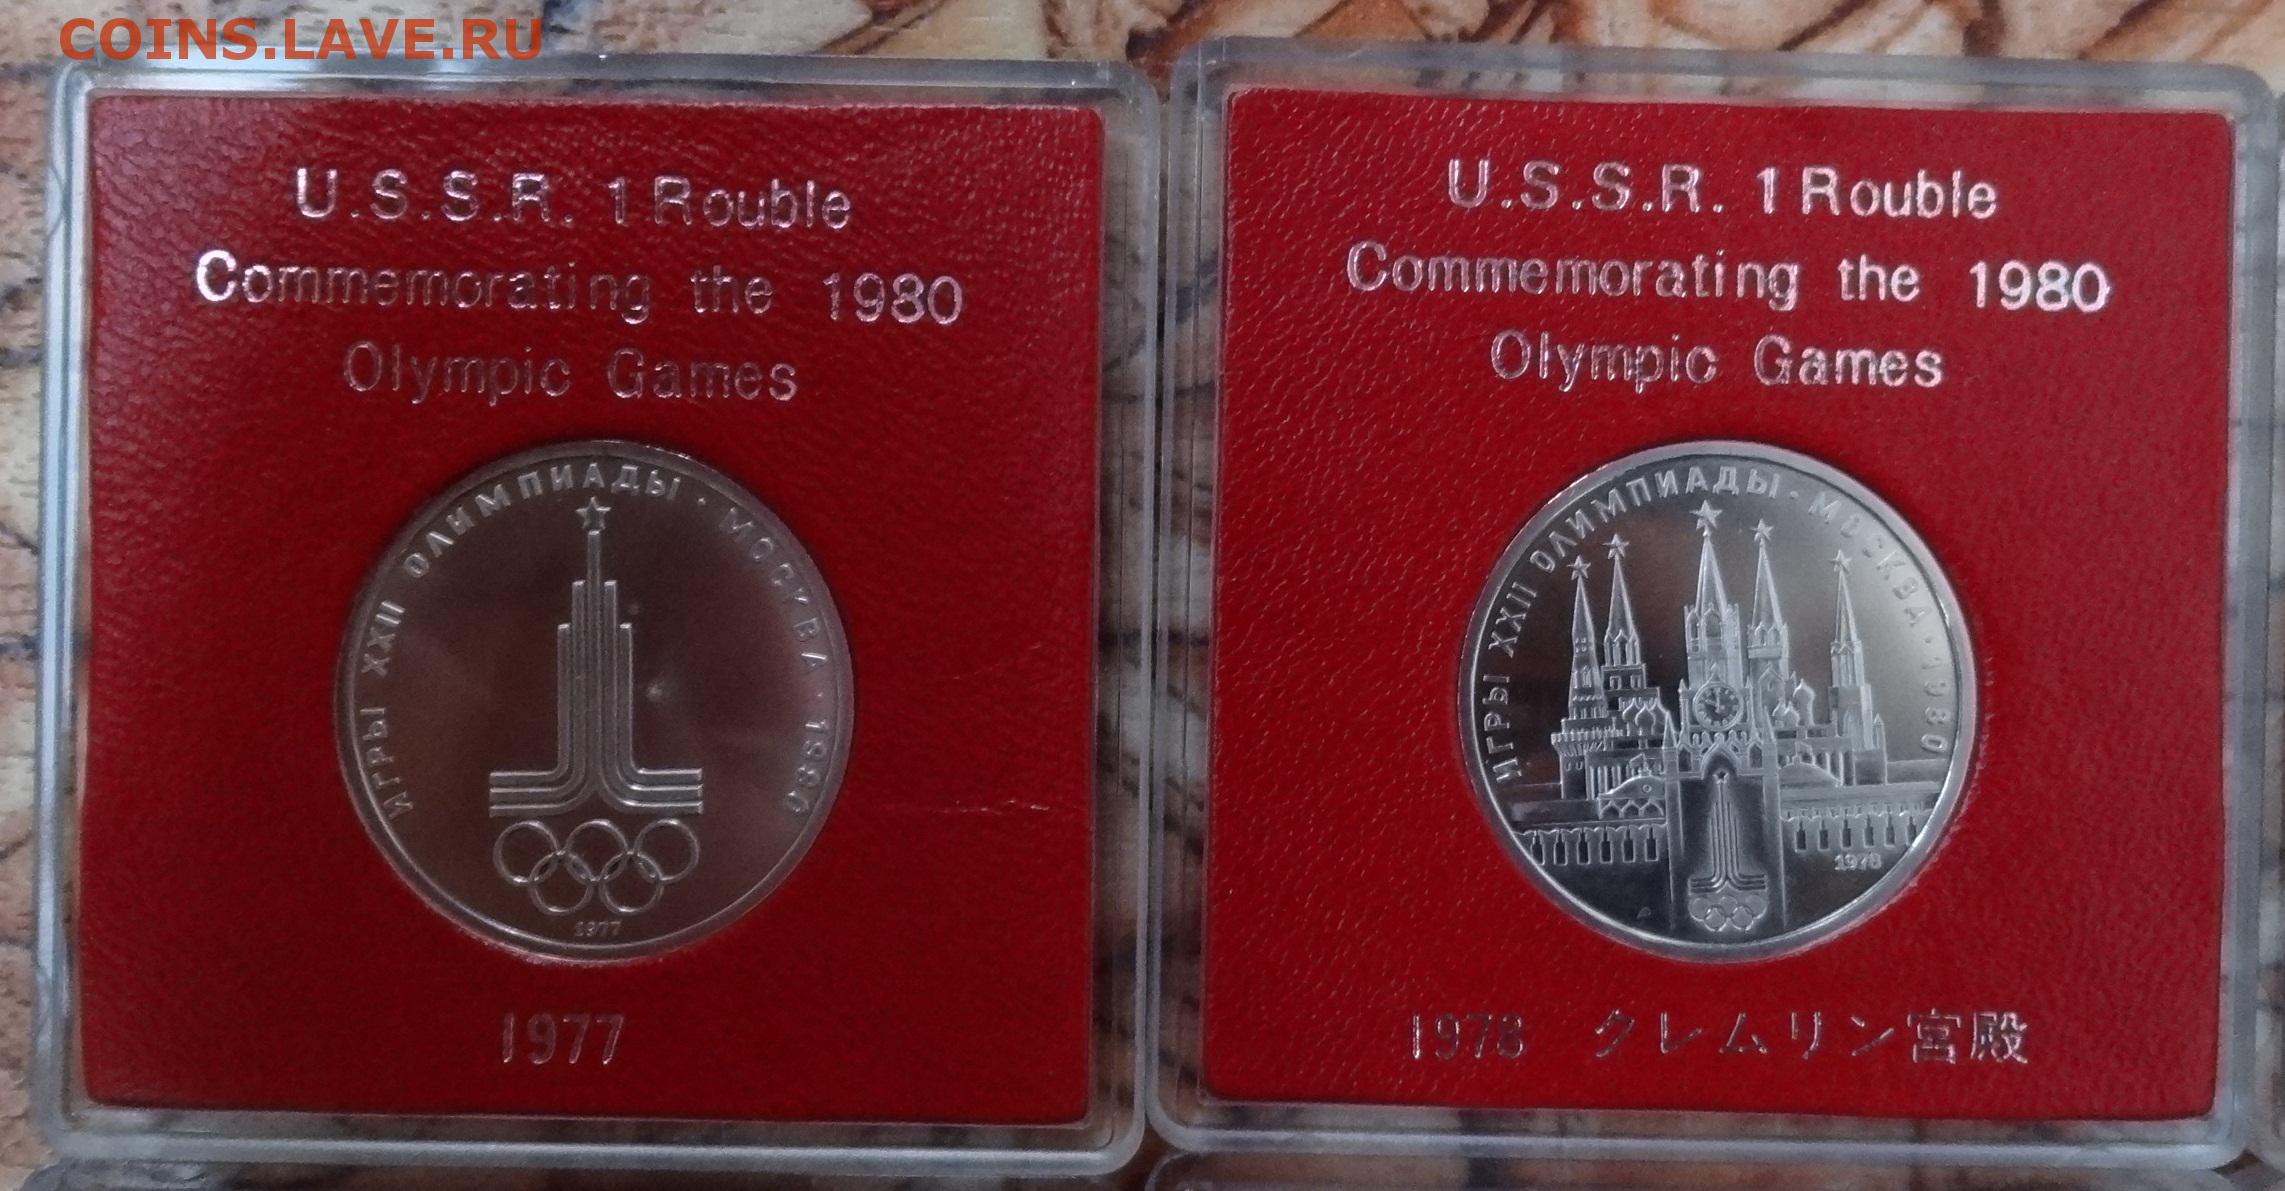 COINS.LAVE.RU
U.S.S.R. 1 Rouble
Commemorating the 1980
Olympic Games
ИГРЫ XXII ОЛИМПИАДЫ · МОСКВА · 1980
1977
1977
U.S.S.R. 1 Rouble
Commemorating the 1980
Olympic Games
ИГРЫ XXII ОЛИМПИАДЫ · МОСКВА · 1980
1978
1978 クレムリン宮殿